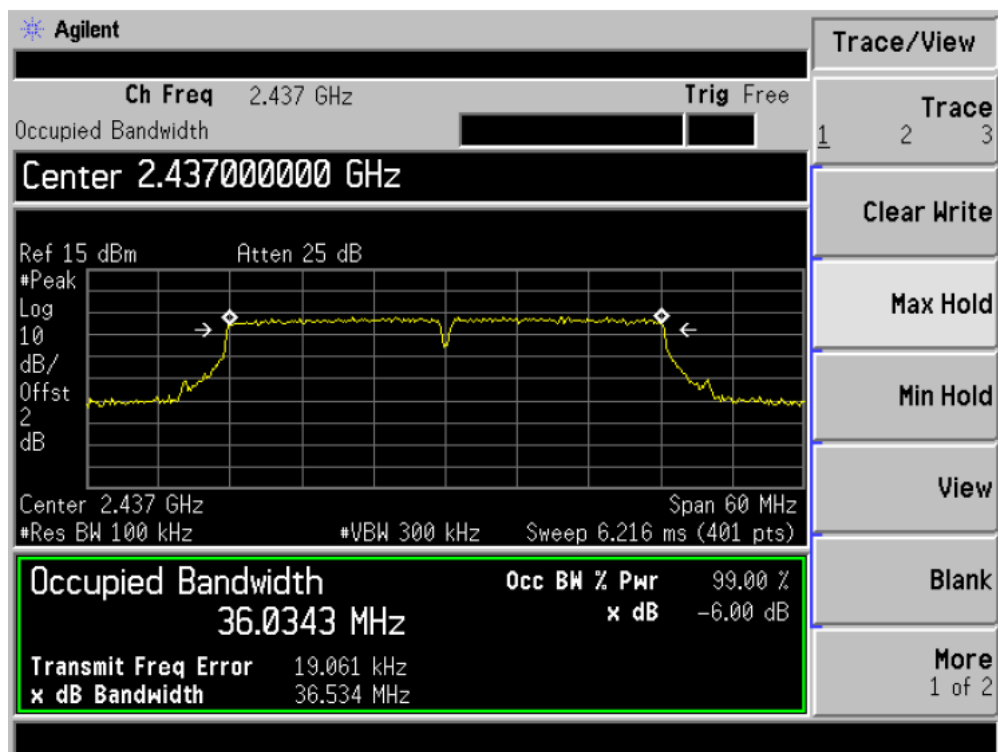 Agilent
Trace/View
Ch Freq 2.437 GHz Trig Free
Occupied Bandwidth
Trace
1 2 3
Center 2.437000000 GHz
Clear Write
Ref 15 dBm Atten 25 dB
#Peak
Log
10
dB/
Offst
2
dB
Max Hold
Min Hold
View
Center 2.437 GHz Span 60 MHz
#Res BW 100 kHz #VBW 300 kHz Sweep 6.216 ms (401 pts)
Occupied Bandwidth Occ BW % Pwr 99.00 %
36.0343 MHz x dB -6.00 dB
Blank
Transmit Freq Error 19.061 kHz
x dB Bandwidth 36.534 MHz
More
1 of 2